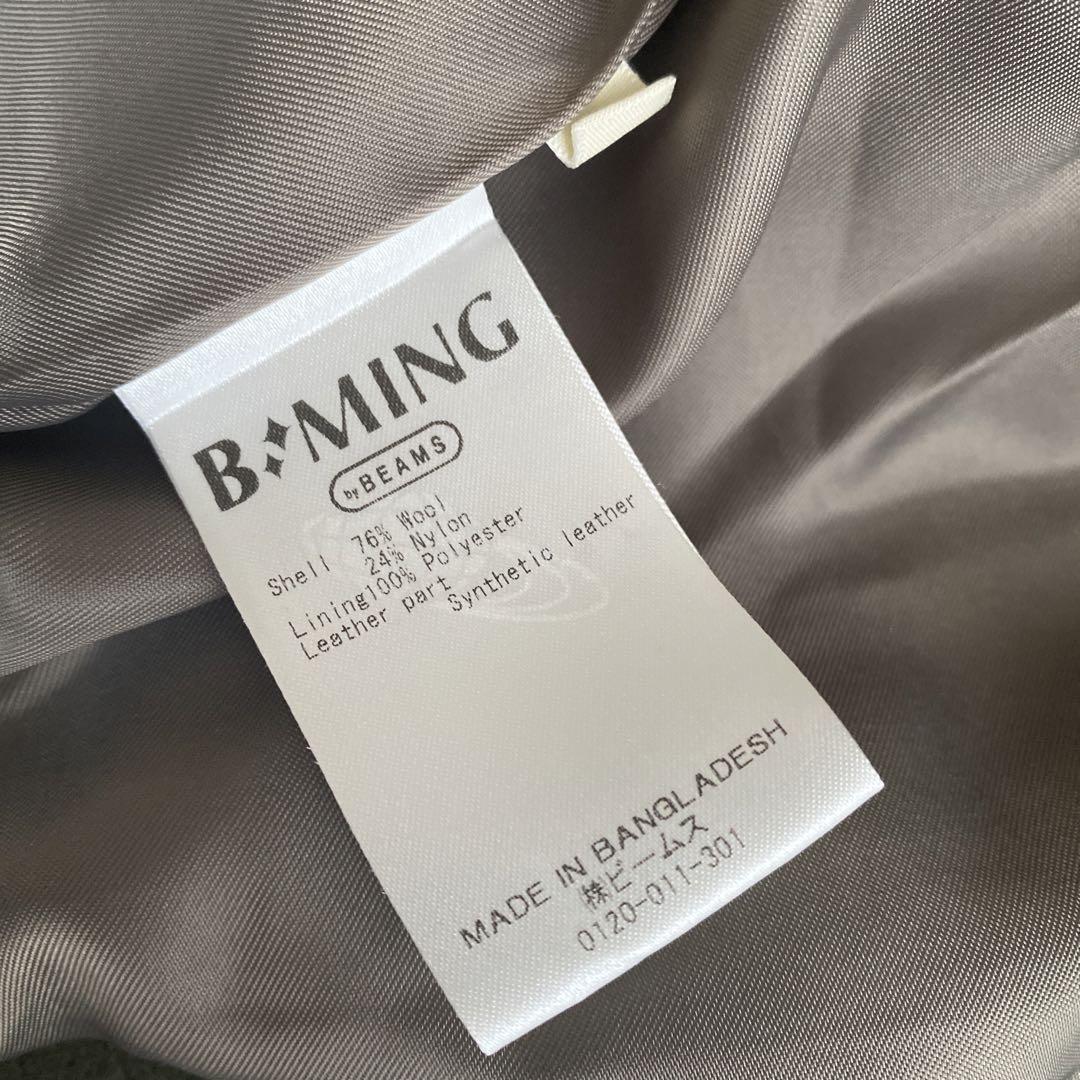 B:MING
by BEAMS
Shell 76% Wool
24% Nylon
Lining100% Polyester
Leather part
Synthetic leather
MADE IN BANGLADESH
㈱ビームス
0120-011-301